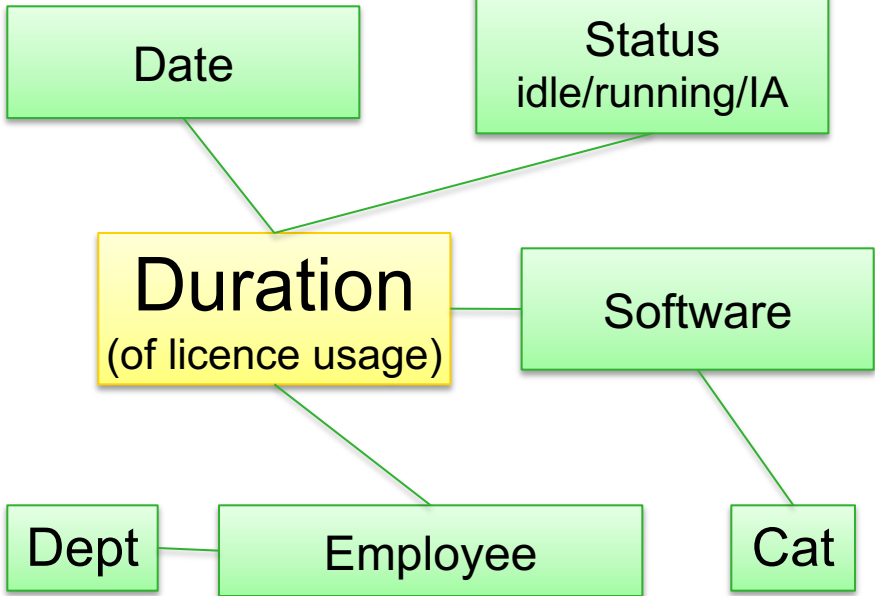 Date
Status
idle/running/IA
Duration
(of licence usage)
Software
Dept
Employee
Cat